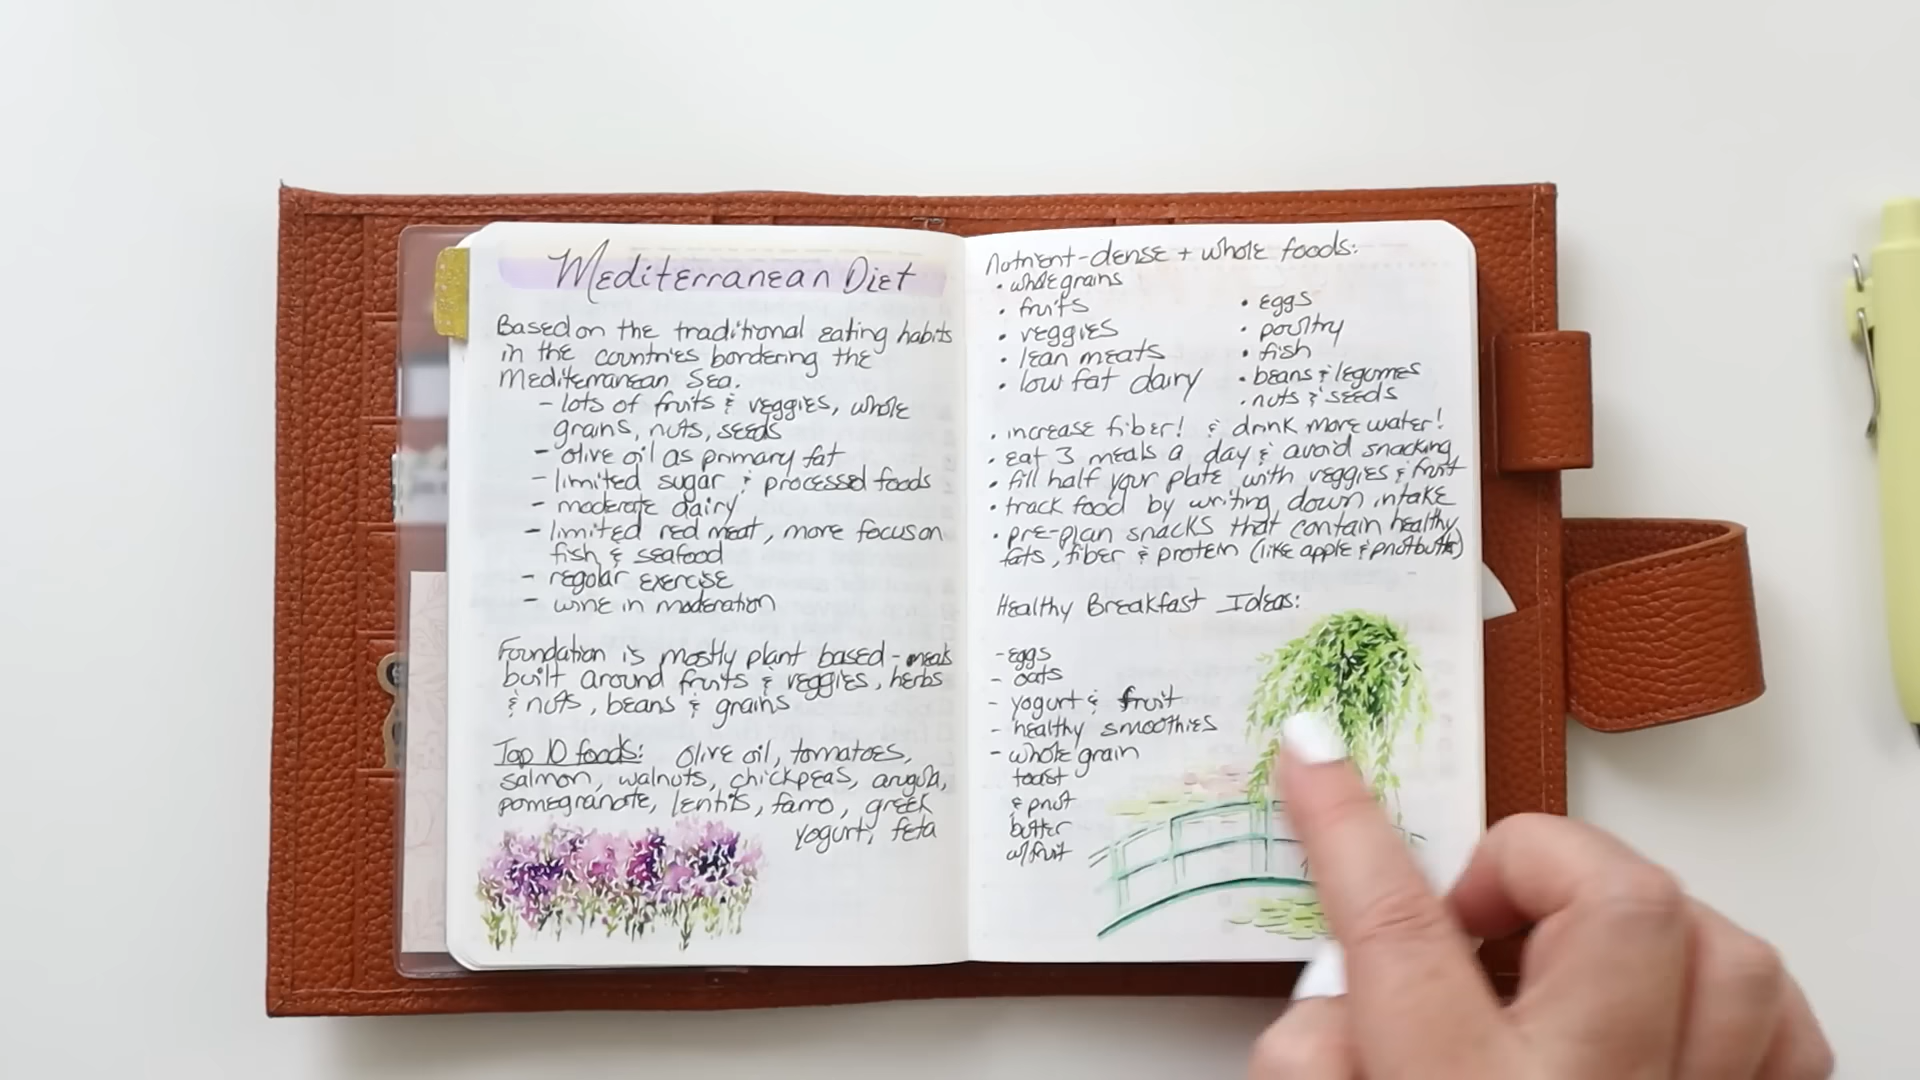 Mediterranean Diet
Based on the traditional eating habits
in the countries bordering the
Mediterranean Sea.
- lots of fruits & veggies, whole
grains, nuts, seeds
- olive oil as primary fat
- limited sugar & processed foods
- moderate dairy
- limited red meat, more focus on
fish & seafood
- regular exercise
- wine in moderation
Foundation is mostly plant based - meals
built around fruits & veggies, herbs
& nuts, beans & grains
Top 10 foods: olive oil, tomatoes,
salmon, walnuts, chickpeas, arugula,
pomegranate, lentils, farro, greek
yogurt, feta
Nutrient-dense + whole foods:
• whole grains
• fruits
• veggies
• lean meats
• low fat dairy
• eggs
• poultry
• fish
• beans & legumes
• nuts & seeds
• increase fiber! & drink more water!
• eat 3 meals a day & avoid snacking
• fill half your plate with veggies & fruit
• track food by writing down intake
• pre-plan snacks that contain healthy
fats, fiber & protein (like apple & pnut butter)
Healthy Breakfast Ideas:
- eggs
- oats
- yogurt & fruit
- healthy smoothies
- whole grain
toast
& pnut
butter
w/ fruit